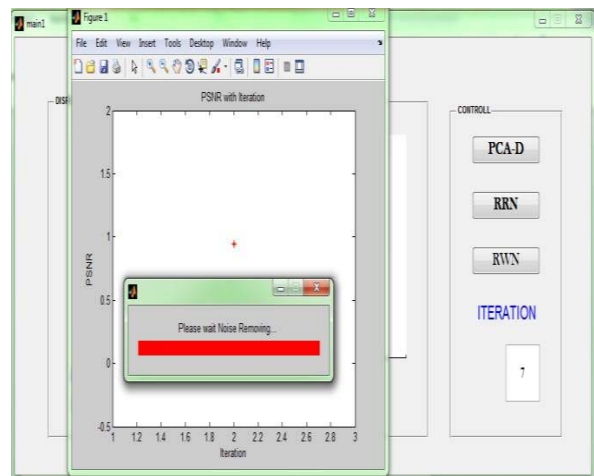 main1
Figure 1
File Edit View Insert Tools Desktop Window Help
PSNR with Iteration
2
1.5
1
0.5
0
-0.5
PSNR
1 1.2 1.4 1.6 1.8 2 2.2 2.4 2.6 2.8 3
Iteration
Please wait Noise Removing...
DISP
CONTROLL
PCA-D
RRN
RWN
ITERATION
7